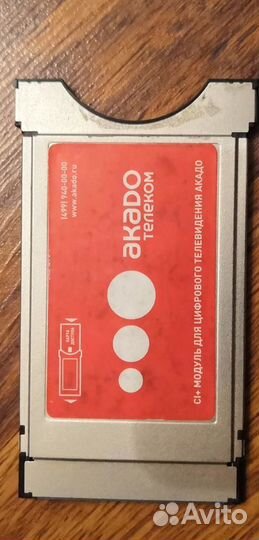 (499) 940-00-00
www.akado.ru
акадо
телеком
CI+ МОДУЛЬ ДЛЯ ЦИФРОВОГО ТЕЛЕВИДЕНИЯ АКАДО
КАРТА
ДОСТУПА
Avito